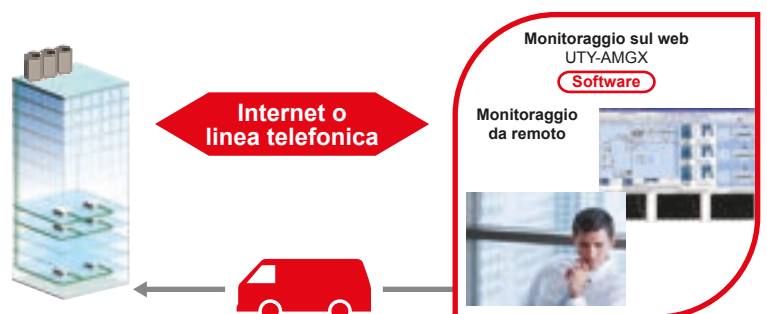 Monitoraggio sul web
UTY-AMGX
Software
Internet o
linea telefonica
Monitoraggio
da remoto